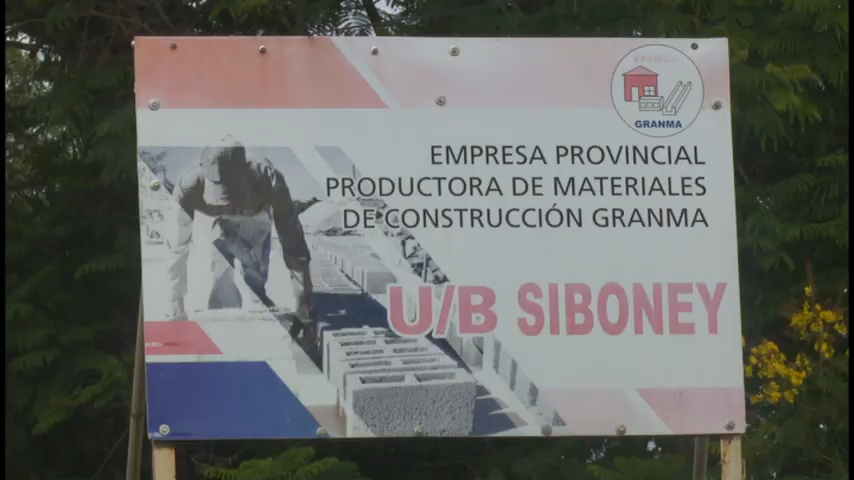 GRANMA
EMPRESA PROVINCIAL
PRODUCTORA DE MATERIALES
DE CONSTRUCCIÓN GRANMA
U/B SIBONEY